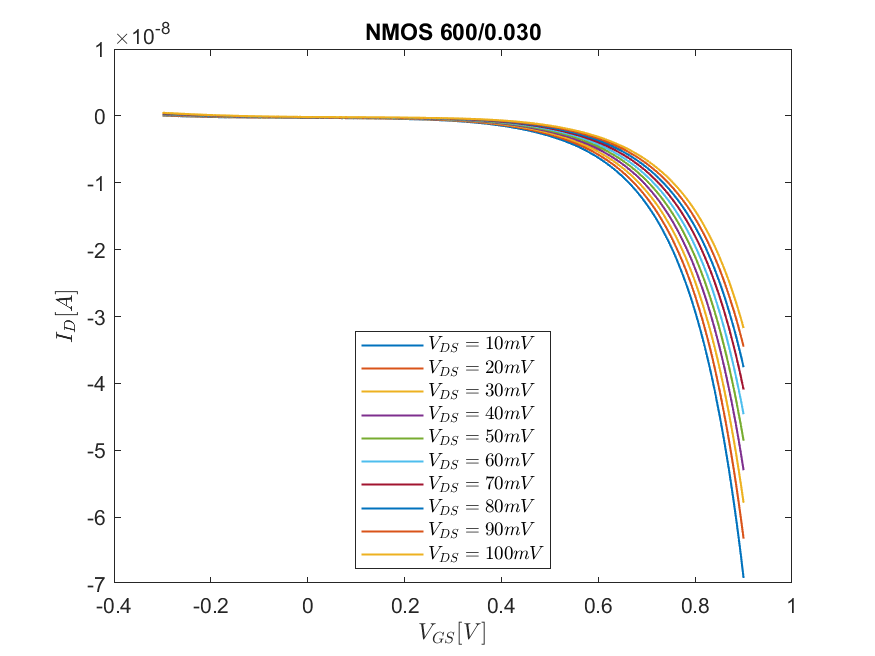 NMOS 600/0.030
×10-8
1
0
-1
-2
-3
-4
-5
-6
-7
I_D[A]
V_DS = 10mV
V_DS = 20mV
V_DS = 30mV
V_DS = 40mV
V_DS = 50mV
V_DS = 60mV
V_DS = 70mV
V_DS = 80mV
V_DS = 90mV
V_DS = 100mV
-0.4 -0.2 0 0.2 0.4 0.6 0.8 1
V_GS[V]